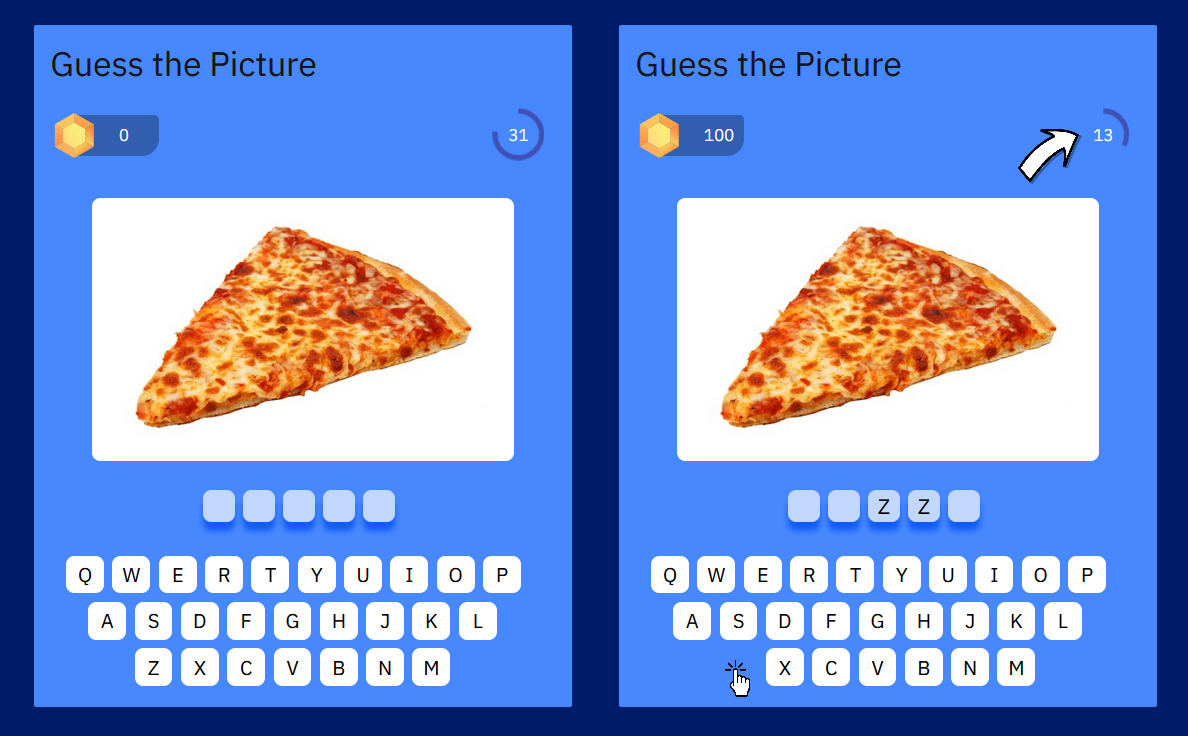 Guess the Picture
0
31
Q W E R T Y U I O P
A S D F G H J K L
Z X C V B N M
Guess the Picture
100
13
Z Z
Q W E R T Y U I O P
A S D F G H J K L
X C V B N M